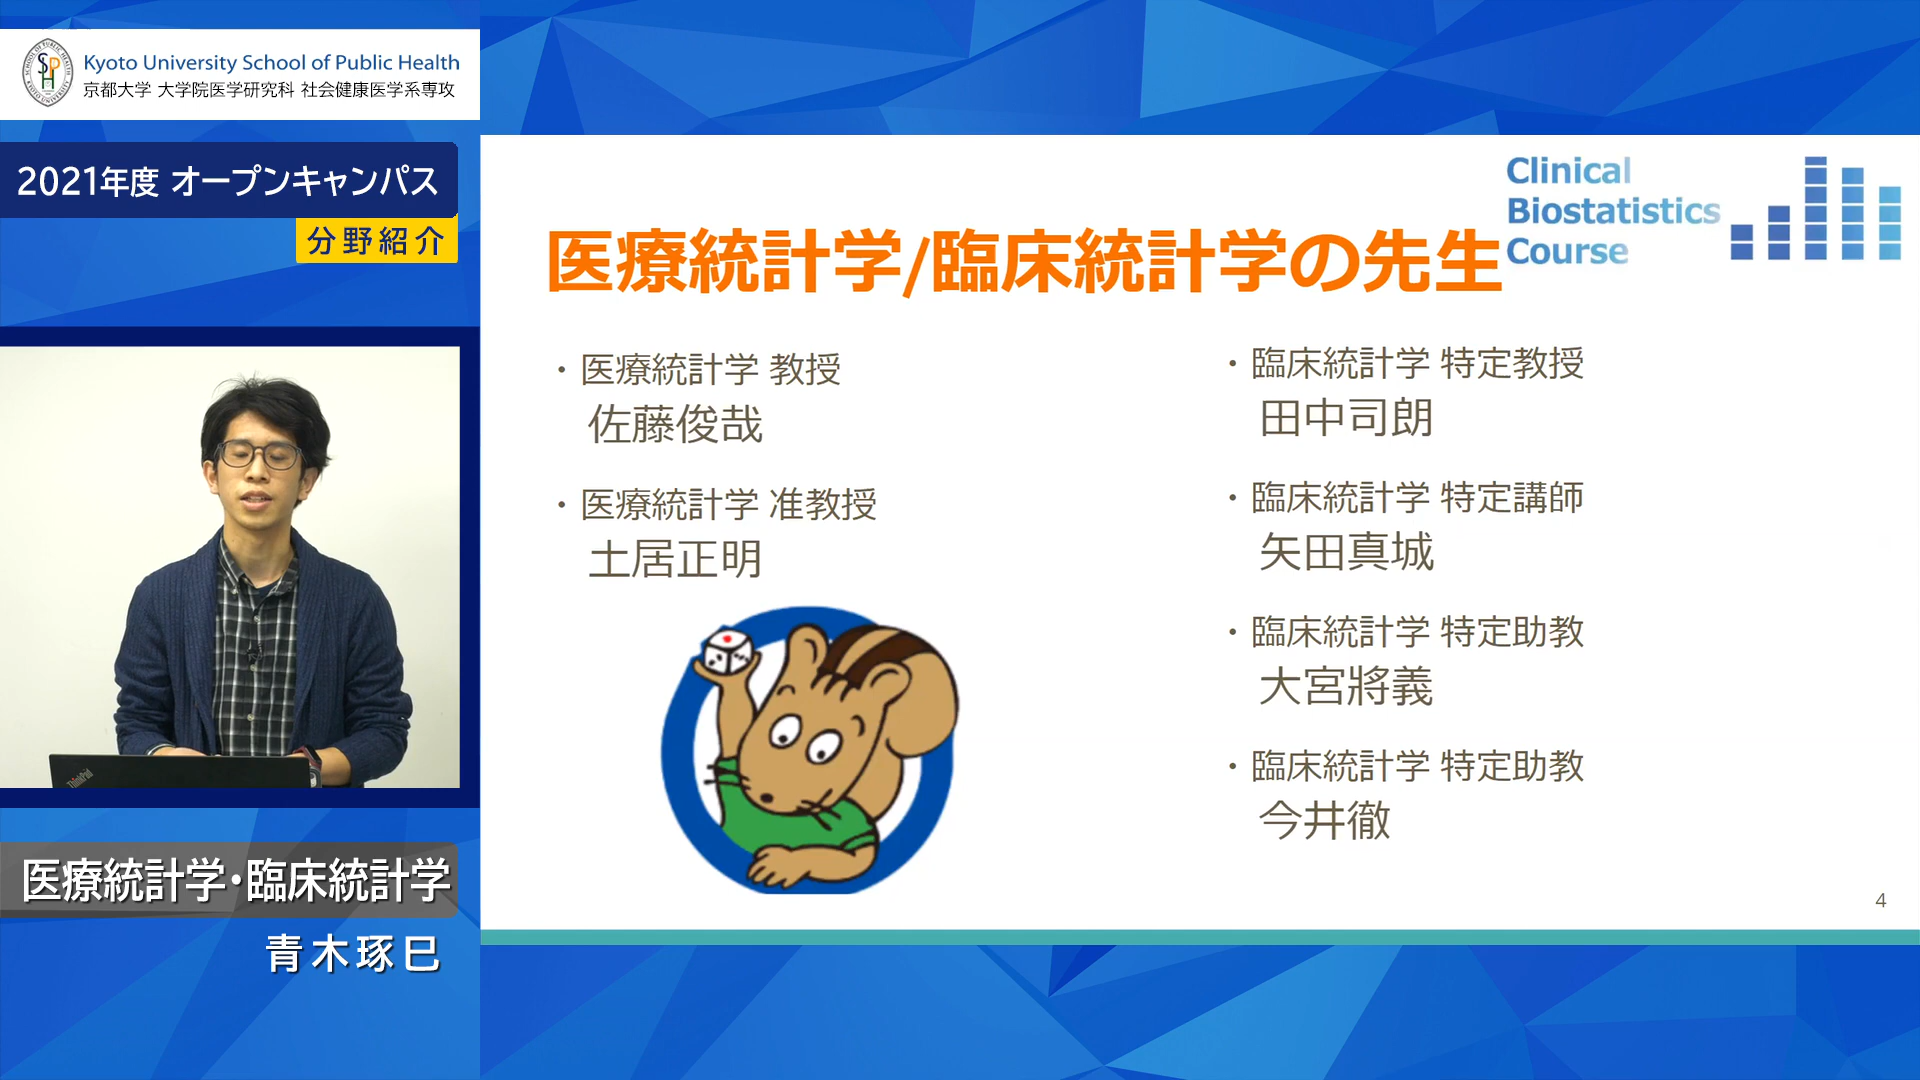 Kyoto University School of Public Health
京都大学 大学院医学研究科 社会健康医学系専攻
2021年度 オープンキャンパス
分野紹介
医療統計学・臨床統計学
青木琢巳
Clinical
Biostatistics
Course
医療統計学/臨床統計学の先生
・医療統計学 教授
佐藤俊哉
・医療統計学 准教授
土居正明
・臨床統計学 特定教授
田中司朗
・臨床統計学 特定講師
矢田真城
・臨床統計学 特定助教
大宮將義
・臨床統計学 特定助教
今井徹
4
ThinkPad